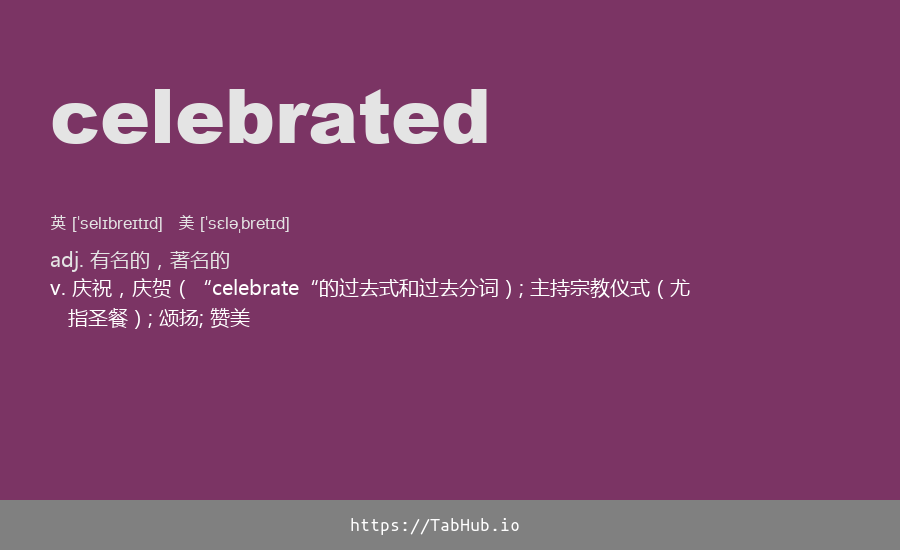 celebrated
英 [ˈselɪbreɪtɪd] 美 [ˈsɛləˌbretɪd]
adj. 有名的，著名的
v. 庆祝，庆贺（“celebrate“的过去式和过去分词）; 主持宗教仪式（尤
指圣餐）; 颂扬; 赞美
https://TabHub.io